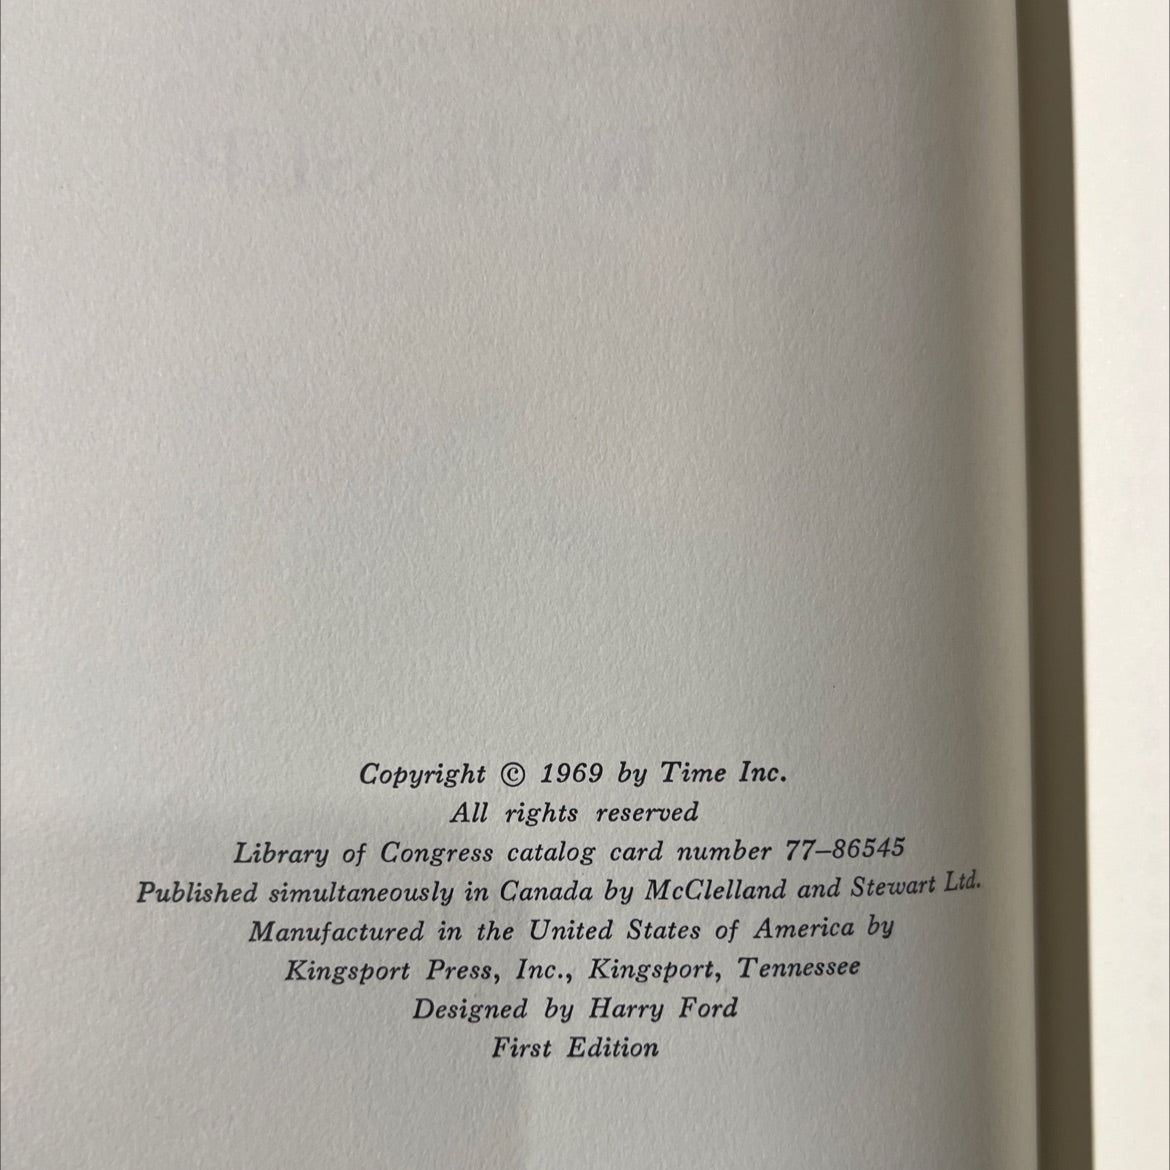 Copyright © 1969 by Time Inc.
All rights reserved
Library of Congress catalog card number 77–86545
Published simultaneously in Canada by McClelland and Stewart Ltd.
Manufactured in the United States of America by
Kingsport Press, Inc., Kingsport, Tennessee
Designed by Harry Ford
First Edition